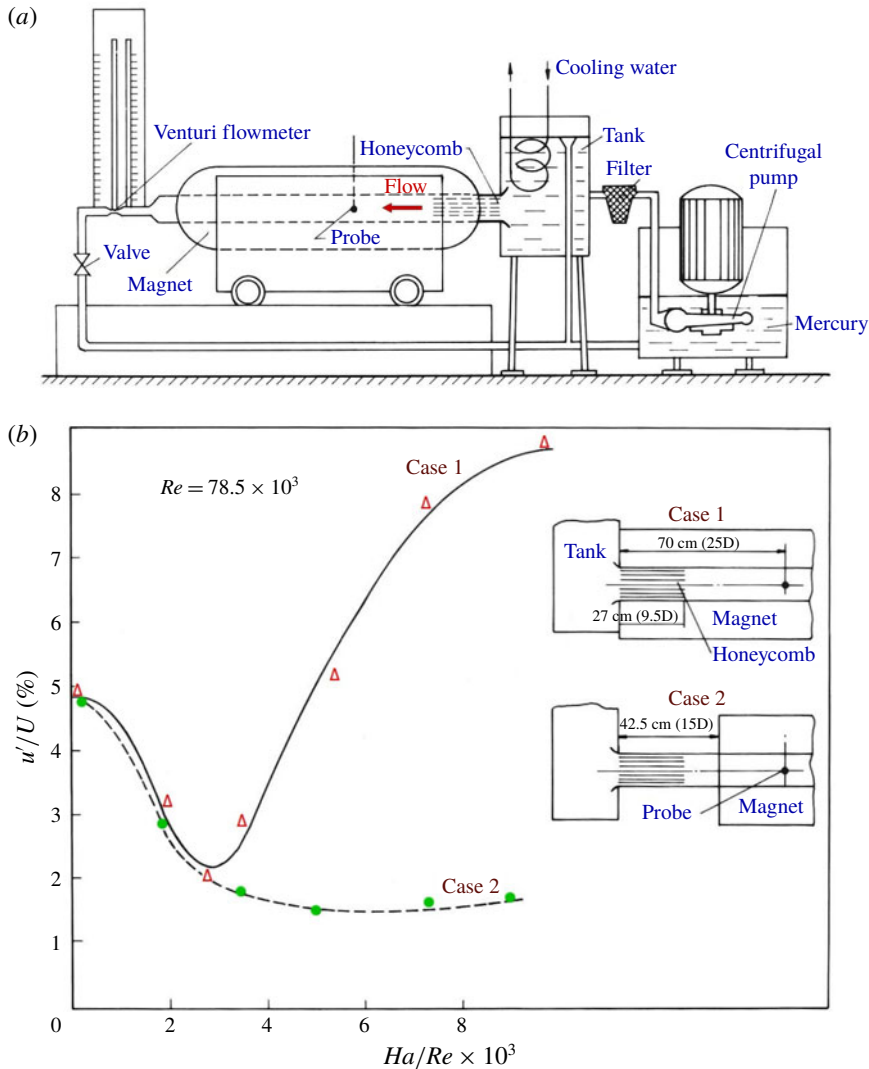 (a)
Cooling water
Venturi flowmeter
Honeycomb
Tank
Filter
Centrifugal
pump
Flow
Probe
Valve
Magnet
Mercury
(b)
Case 1
Re = 78.5 × 10³
8
7
6
5
4
3
2
1
0
u′/U (%)
Case 1
70 cm (25D)
Tank
27 cm (9.5D)
Magnet
Honeycomb
Case 2
42.5 cm (15D)
Probe
Magnet
Case 2
2
4
6
8
Ha/Re × 10³